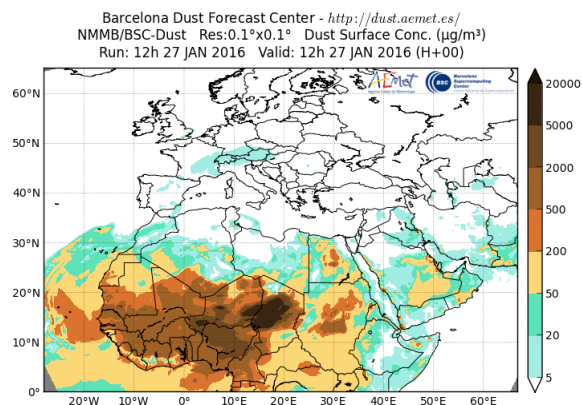 Barcelona Dust Forecast Center - http://dust.aemet.es/
NMMB/BSC-Dust Res:0.1°x0.1° Dust Surface Conc. (µg/m³)
Run: 12h 27 JAN 2016 Valid: 12h 27 JAN 2016 (H+00)
AEMet
BSC
Barcelona
Supercomputing
Center
60°N
50°N
40°N
30°N
20°N
10°N
0°
20°W
10°W
0°
10°E
20°E
30°E
40°E
50°E
60°E
20000
5000
2000
500
200
50
20
5